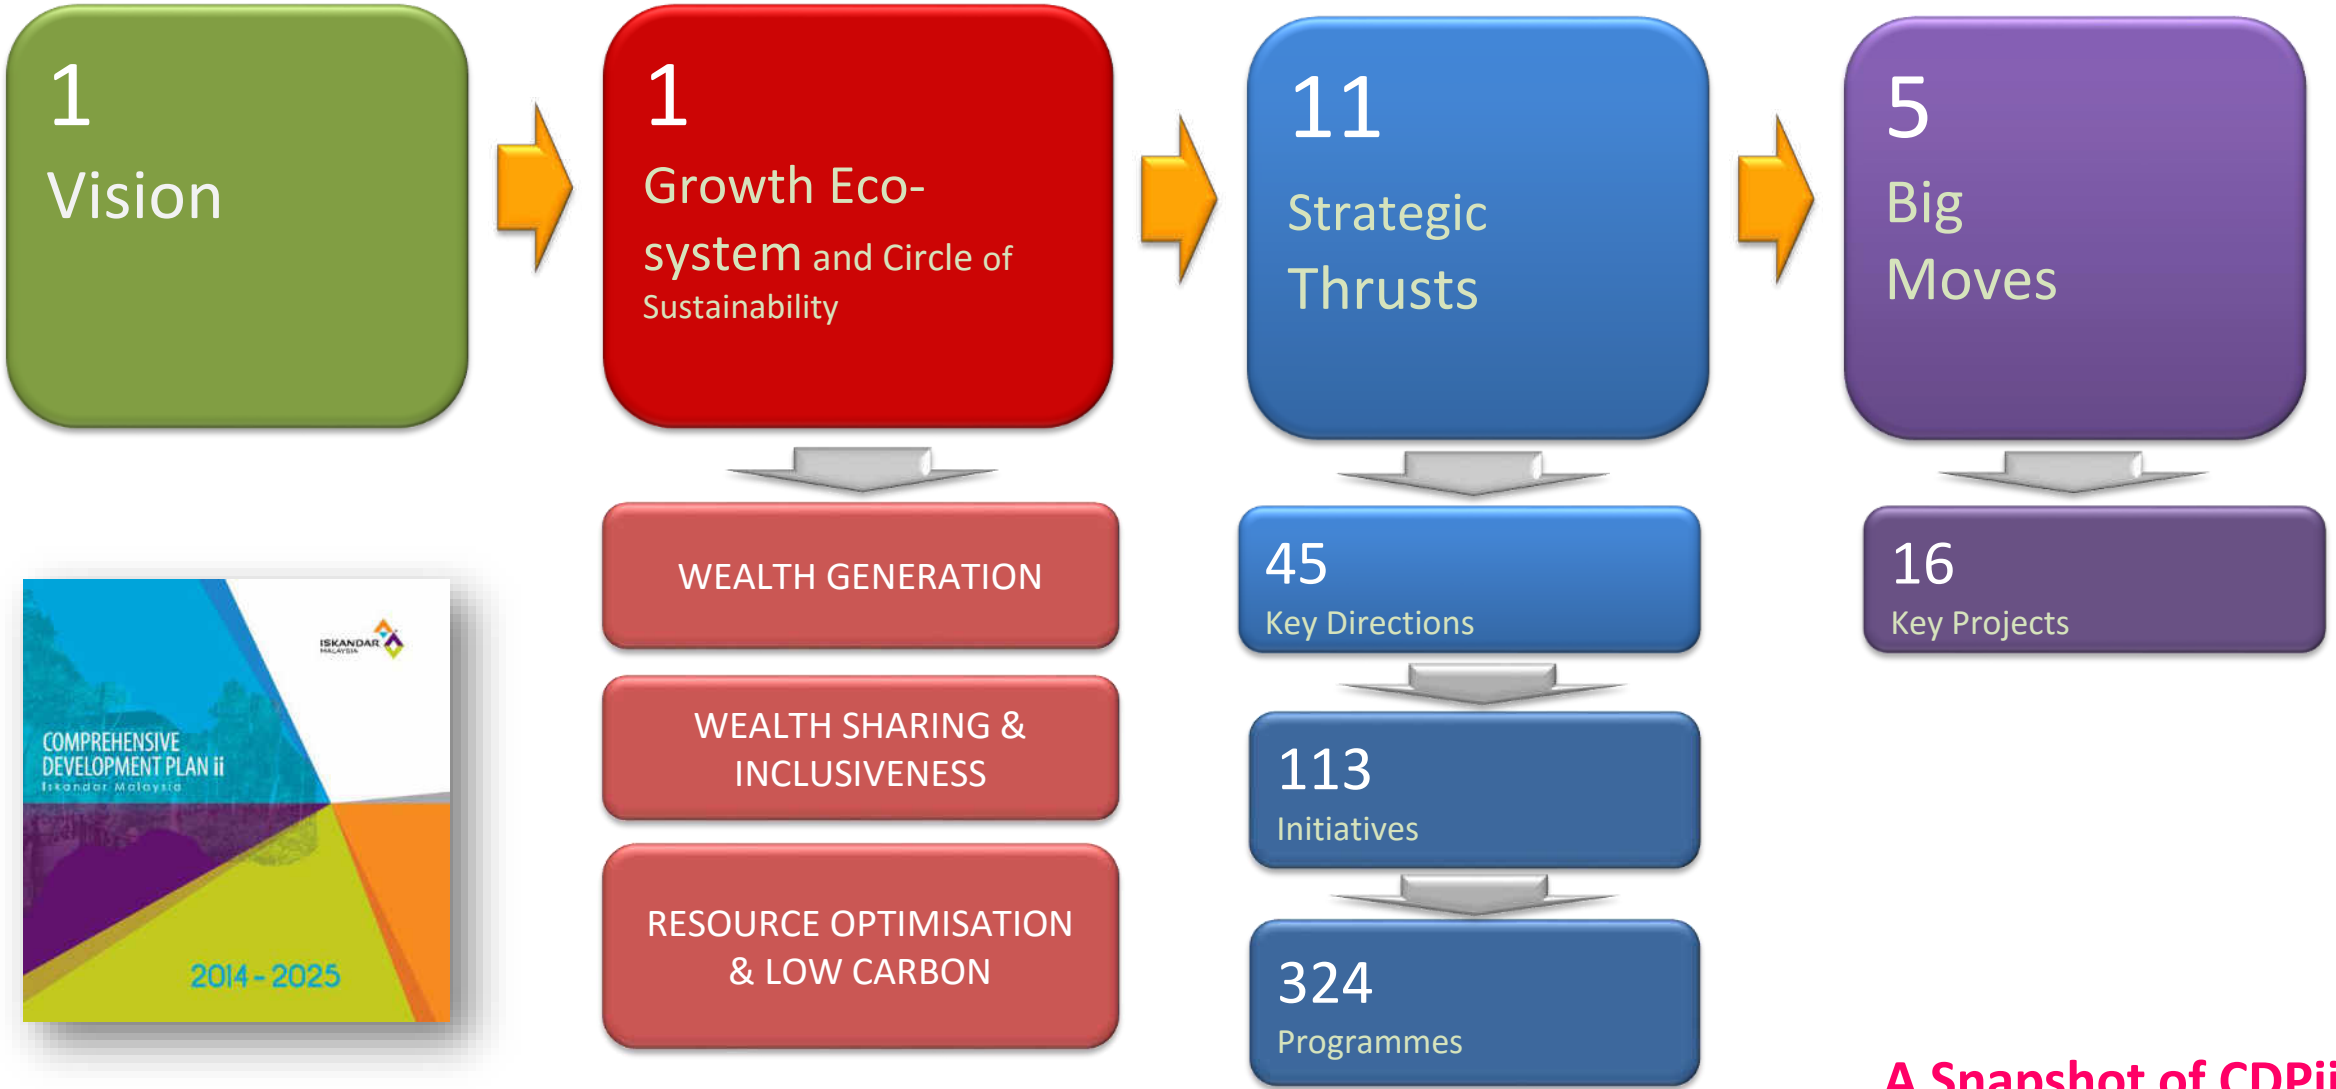 1
Vision
1
Growth Eco-
system and Circle of
Sustainability
11
Strategic
Thrusts
5
Big
Moves
WEALTH GENERATION
WEALTH SHARING &
INCLUSIVENESS
RESOURCE OPTIMISATION
& LOW CARBON
45
Key Directions
113
Initiatives
324
Programmes
16
Key Projects
ISKANDAR
MALAYSIA
COMPREHENSIVE
DEVELOPMENT PLAN ii
Iskandar Malaysia
2014 - 2025
A Snapshot of CDPii